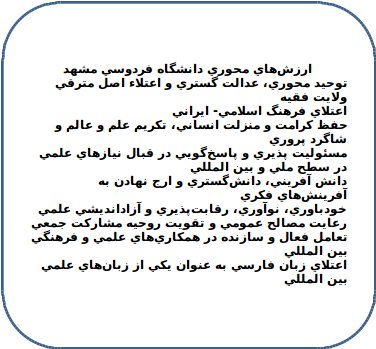 ارزش‌هاي محوري دانشگاه فردوسي مشهد
توحيد محوري، عدالت گستري و اعتلاء اصل مترقي
ولايت فقيه
اعتلاي فرهنگ اسلامي- ايراني
حفظ كرامت و منزلت انساني، تكريم علم و عالم و
شاگرد پروري
مسئوليت پذيري و پاسخ‌گويي در قبال نيازهاي علمي
در سطح ملي و بين المللي
دانش آفريني، دانش‌گستري و ارج نهادن به
آفرينش‌هاي فكري
خودباوري، نوآوري، رقابت‌پذيري و آزادانديشي علمي
رعايت مصالح عمومي و تقويت روحيه مشاركت جمعي
تعامل فعال و سازنده در همكاري‌هاي علمي و فرهنگي
بين المللي
اعتلاي زبان فارسي به عنوان يكي از زبان‌هاي علمي
بين المللي